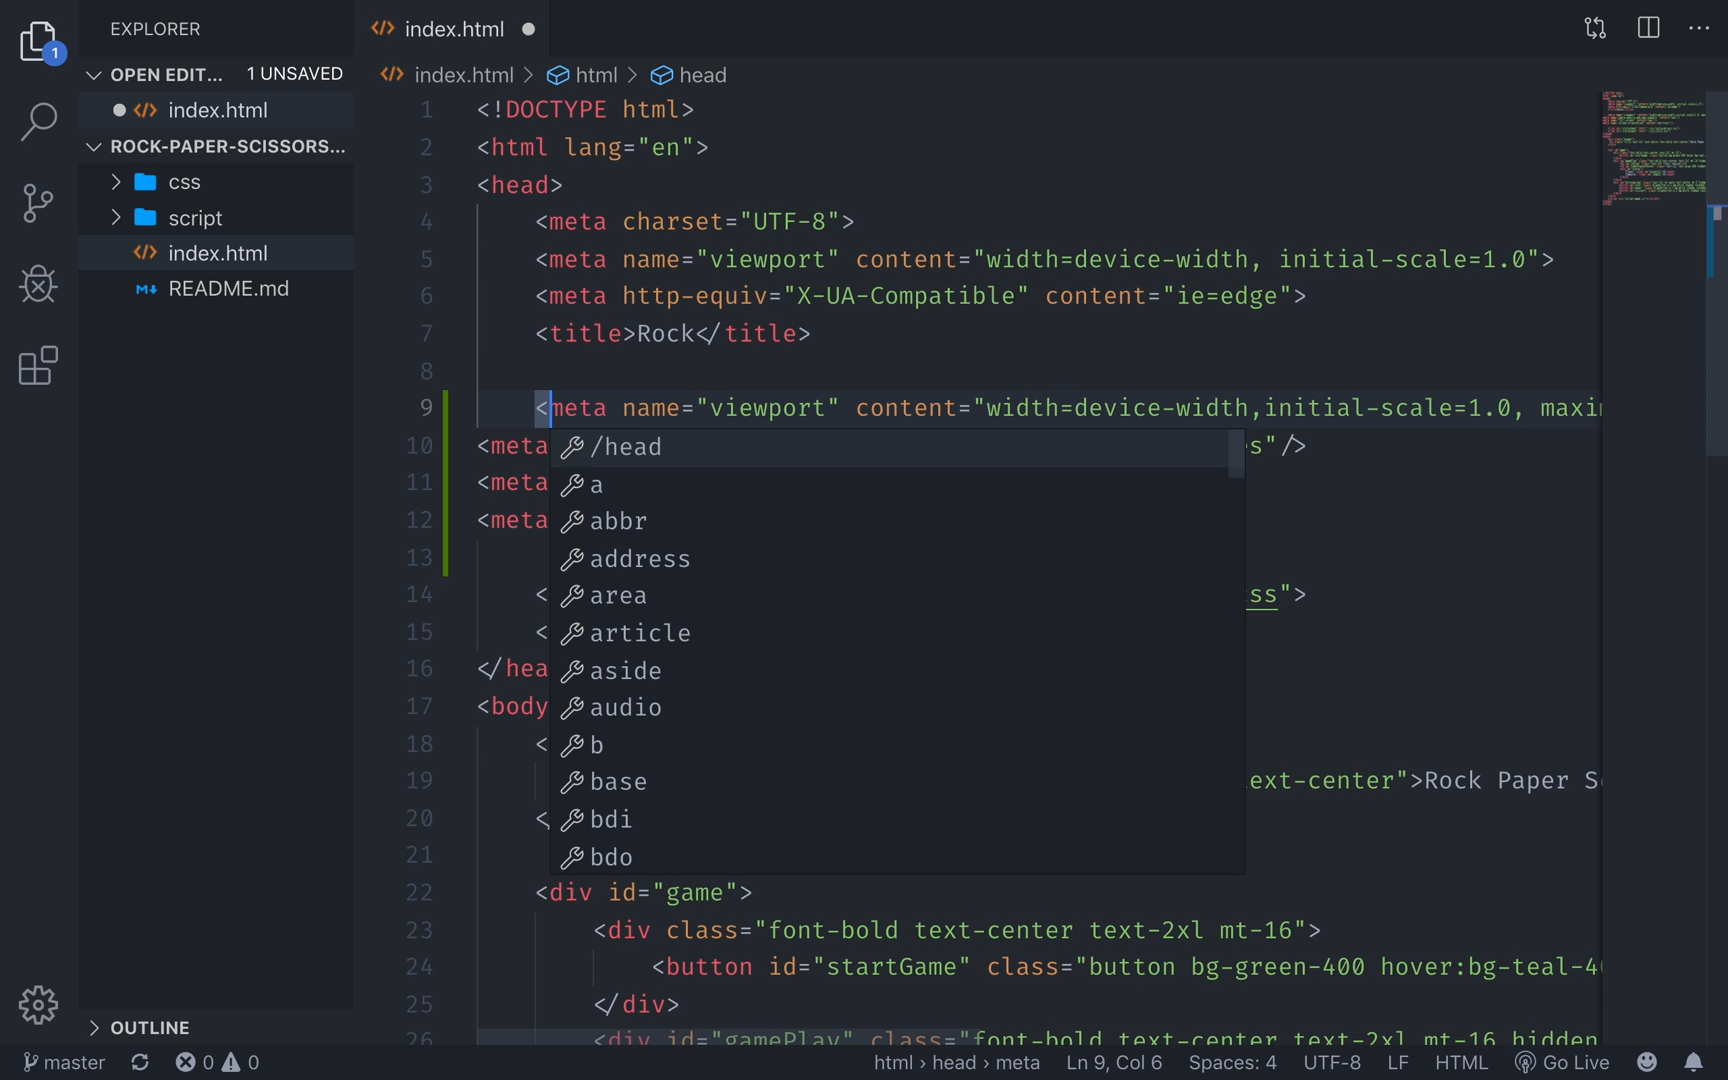 EXPLORER
index.html
1
OPEN EDIT... 1 UNSAVED
index.html > html > head
index.html
ROCK-PAPER-SCISSORS...
css
script
index.html
README.md
1 <!DOCTYPE html>
2 <html lang="en">
3 <head>
4 <meta charset="UTF-8">
5 <meta name="viewport" content="width=device-width, initial-scale=1.0">
6 <meta http-equiv="X-UA-Compatible" content="ie=edge">
7 <title>Rock</title>
8
9 <meta name="viewport" content="width=device-width,initial-scale=1.0, maxi
10 <meta s"/>
11 <meta
12 <meta
13
14 < ss">
15 <
16 </hea
17 <body
18 <
19 ext-center">Rock Paper S
20 <
21
22 <div id="game">
23 <div class="font-bold text-center text-2xl mt-16">
24 <button id="startGame" class="button bg-green-400 hover:bg-teal-4
25 </div>
26 <div id="gamePlay" class="font-bold text-center text-2xl mt-16 hidden
/head
a
abbr
address
area
article
aside
audio
b
base
bdi
bdo
OUTLINE
master 0 0 html > head > meta Ln 9, Col 6 Spaces: 4 UTF-8 LF HTML Go Live